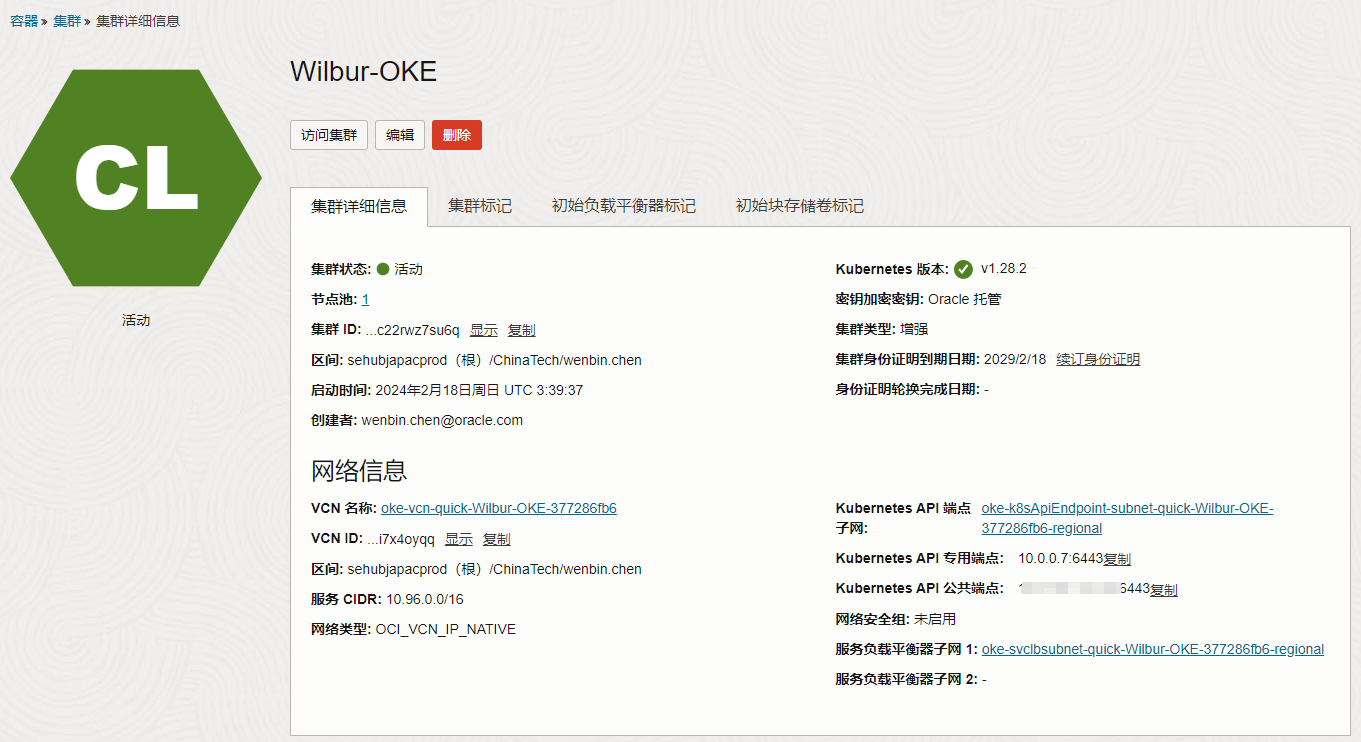 容器 » 集群 » 集群详细信息
CL
活动
Wilbur-OKE
访问集群 编辑 删除
集群详细信息 集群标记 初始负载平衡器标记 初始块存储卷标记
集群状态: 活动
节点池: 1
集群 ID: ...c22rwz7su6q 显示 复制
区间: sehubjapacprod（根）/ChinaTech/wenbin.chen
启动时间: 2024年2月18日周日 UTC 3:39:37
创建者: wenbin.chen@oracle.com
Kubernetes 版本: v1.28.2
密钥加密密钥: Oracle 托管
集群类型: 增强
集群身份证明到期日期: 2029/2/18 续订身份证明
身份证明轮换完成日期: -
网络信息
VCN 名称: oke-vcn-quick-Wilbur-OKE-377286fb6
VCN ID: ...i7x4oyqq 显示 复制
区间: sehubjapacprod（根）/ChinaTech/wenbin.chen
服务 CIDR: 10.96.0.0/16
网络类型: OCI_VCN_IP_NATIVE
Kubernetes API 端点 oke-k8sApiEndpoint-subnet-quick-Wilbur-OKE-
子网: 377286fb6-regional
Kubernetes API 专用端点: 10.0.0.7:6443复制
Kubernetes API 公共端点: 6443复制
网络安全组: 未启用
服务负载平衡器子网 1: oke-svclbsubnet-quick-Wilbur-OKE-377286fb6-regional
服务负载平衡器子网 2: -